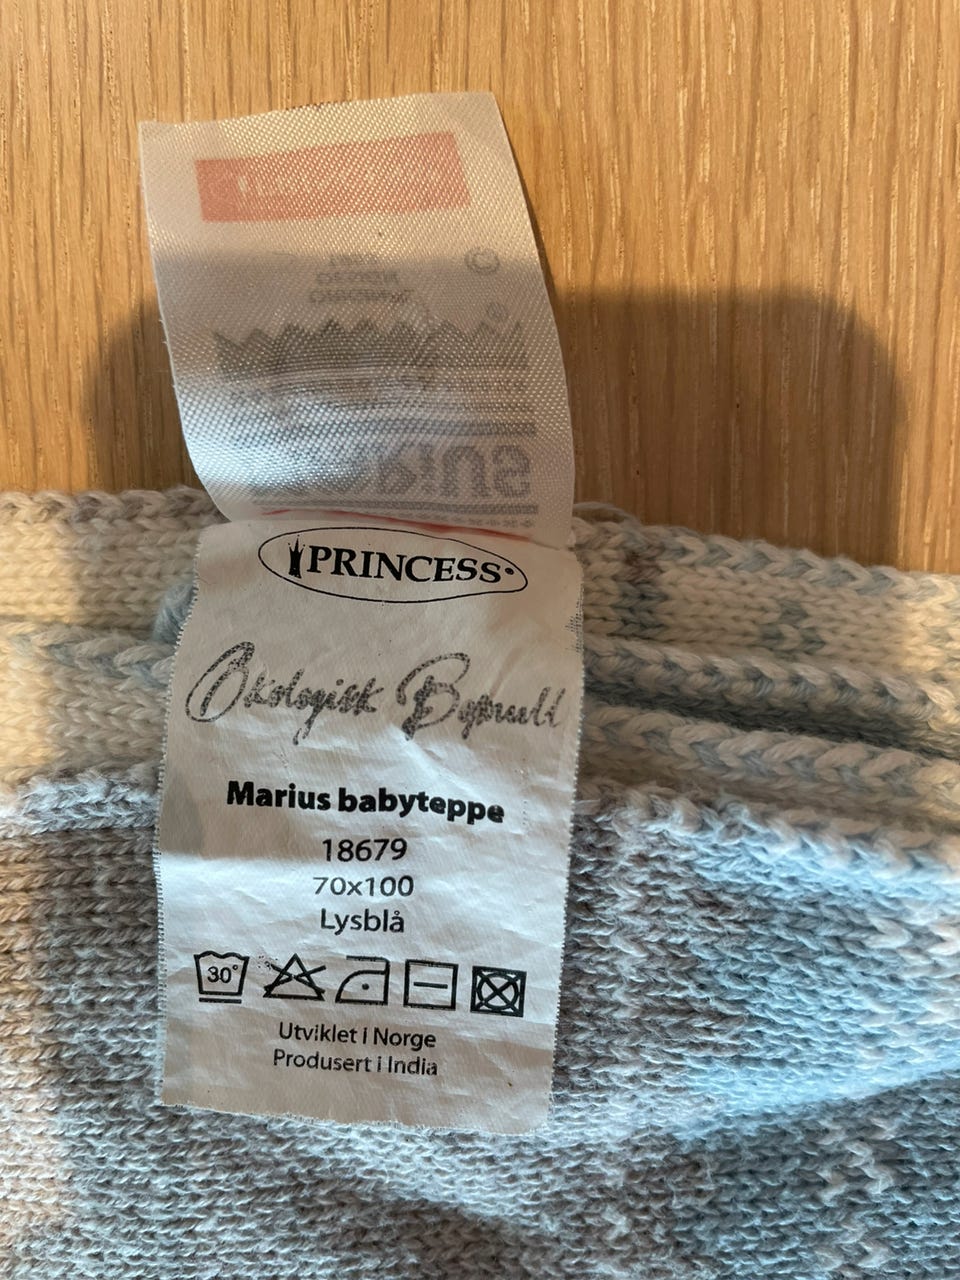 PRINCESS
Økologisk Bomull
Marius babyteppe
18679
70x100
Lysblå
30°
Utviklet i Norge
Produsert i India